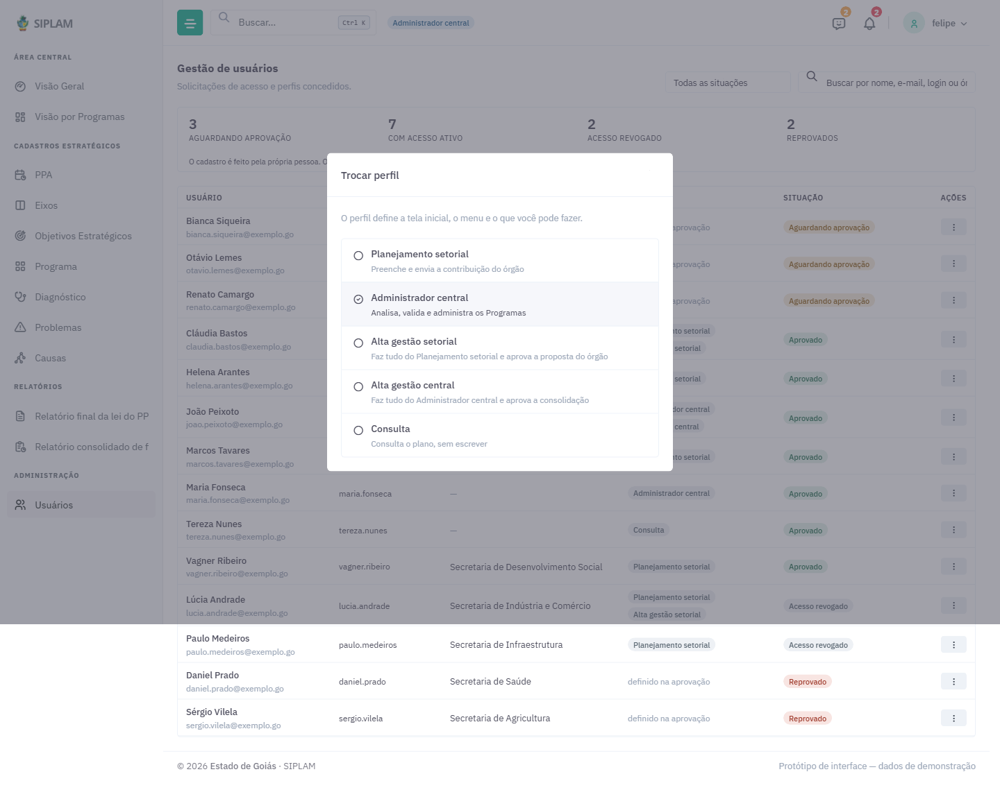 SIPLAM
Buscar...
Ctrl K
Administrador central
2
2
felipe
ÁREA CENTRAL
Visão Geral
Visão por Programas
CADASTROS ESTRATÉGICOS
PPA
Eixos
Objetivos Estratégicos
Programa
Diagnóstico
Problemas
Causas
RELATÓRIOS
Relatório final da lei do PP
Relatório consolidado de f
ADMINISTRAÇÃO
Usuários
Gestão de usuários
Solicitações de acesso e perfis concedidos.
Todas as situações
Buscar por nome, e-mail, login ou ór
3
AGUARDANDO APROVAÇÃO
7
COM ACESSO ATIVO
2
ACESSO REVOGADO
2
REPROVADOS
O cadastro é feito pela própria pessoa. O
Trocar perfil
O perfil define a tela inicial, o menu e o que você pode fazer.
Planejamento setorial
Preenche e envia a contribuição do órgão
Administrador central
Analisa, valida e administra os Programas
Alta gestão setorial
Faz tudo do Planejamento setorial e aprova a proposta do órgão
Alta gestão central
Faz tudo do Administrador central e aprova a consolidação
Consulta
Consulta o plano, sem escrever
USUÁRIO SITUAÇÃO AÇÕES
Bianca Siqueira
bianca.siqueira@exemplo.go
aprovação Aguardando aprovação
Otávio Lemes
otavio.lemes@exemplo.go
aprovação Aguardando aprovação
Renato Camargo
renato.camargo@exemplo.go
aprovação Aguardando aprovação
Cláudia Bastos
claudia.bastos@exemplo.go
nto setorial
setorial
Aprovado
Helena Arantes
helena.arantes@exemplo.go
setorial Aprovado
João Peixoto
joao.peixoto@exemplo.go
dor central
central
Aprovado
Marcos Tavares
marcos.tavares@exemplo.go
nto setorial Aprovado
Maria Fonseca
maria.fonseca@exemplo.go
maria.fonseca — Administrador central Aprovado
Tereza Nunes
tereza.nunes@exemplo.go
tereza.nunes — Consulta Aprovado
Vagner Ribeiro
vagner.ribeiro@exemplo.go
vagner.ribeiro Secretaria de Desenvolvimento Social Planejamento setorial Aprovado
Lúcia Andrade
lucia.andrade@exemplo.go
lucia.andrade Secretaria de Indústria e Comércio
Planejamento setorial
Alta gestão setorial
Acesso revogado
Paulo Medeiros
paulo.medeiros@exemplo.go
paulo.medeiros Secretaria de Infraestrutura Planejamento setorial Acesso revogado
Daniel Prado
daniel.prado@exemplo.go
daniel.prado Secretaria de Saúde definido na aprovação Reprovado
Sérgio Vilela
sergio.vilela@exemplo.go
sergio.vilela Secretaria de Agricultura definido na aprovação Reprovado
© 2026 Estado de Goiás · SIPLAM
Protótipo de interface — dados de demonstração